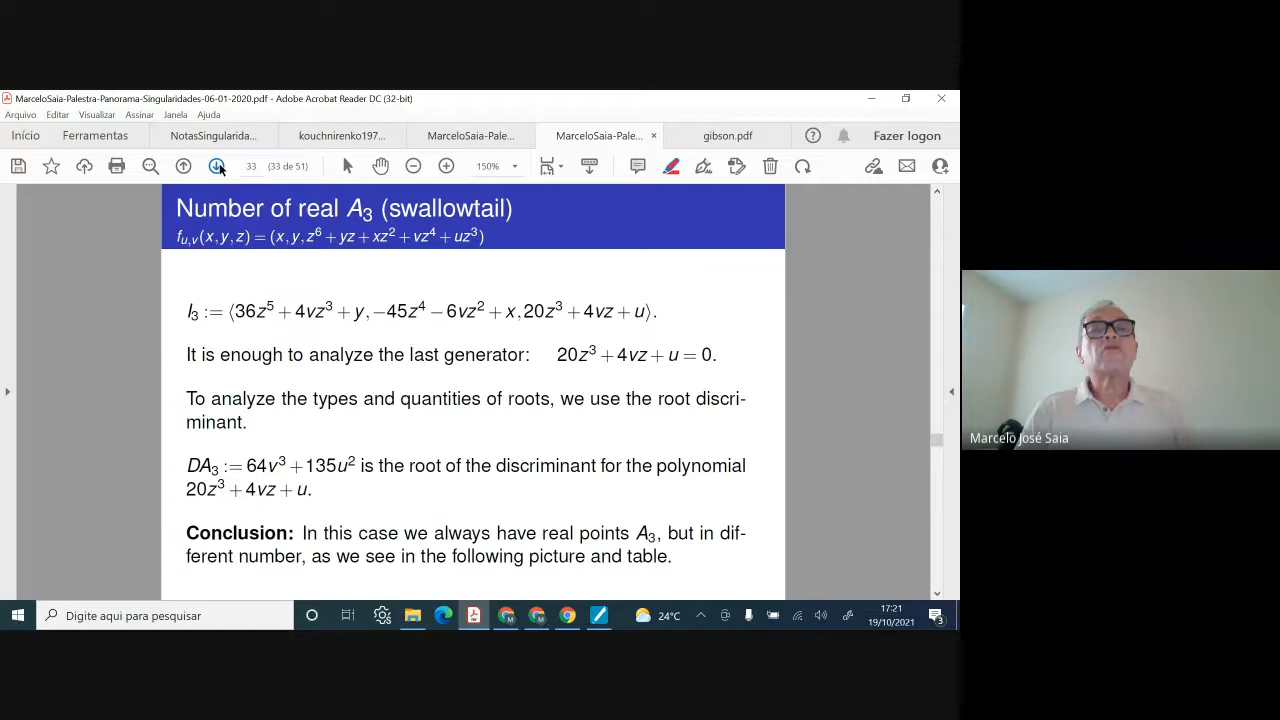 MarceloSaia-Palestra-Panorama-Singularidades-06-01-2020.pdf - Adobe Acrobat Reader DC (32-bit)
Arquivo Editar Visualizar Assinar Janela Ajuda
Início Ferramentas NotasSingularida... kouchnirenko197... MarceloSaia-Pale... MarceloSaia-Pale... × gibson.pdf Fazer logon
33 (33 de 51) 150%
Number of real A₃ (swallowtail)
fᵤ,ᵥ(x,y,z) = (x,y,z⁶ + yz + xz² + vz⁴ + uz³)
I₃ := ⟨36z⁵ + 4vz³ + y, −45z⁴ − 6vz² + x, 20z³ + 4vz + u⟩.
It is enough to analyze the last generator: 20z³ + 4vz + u = 0.
To analyze the types and quantities of roots, we use the root discri-
minant.
DA₃ := 64v³ + 135u² is the root of the discriminant for the polynomial
20z³ + 4vz + u.
Conclusion: In this case we always have real points A₃, but in dif-
ferent number, as we see in the following picture and table.
Marcelo José Saia
Digite aqui para pesquisar
24°C
17:21
19/10/2021
3